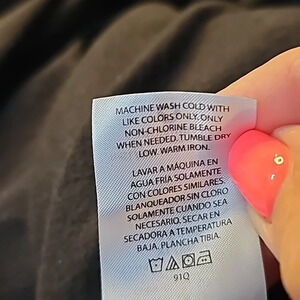 MACHINE WASH COLD WITH
LIKE COLORS ONLY. ONLY
NON-CHLORINE BLEACH
WHEN NEEDED. TUMBLE DRY
LOW. WARM IRON.
LAVAR A MÁQUINA EN
AGUA FRÍA SOLAMENTE
CON COLORES SIMILARES.
BLANQUEADOR SIN CLORO
SOLAMENTE CUANDO SEA
NECESARIO. SECAR EN
SECADORA A TEMPERATURA
BAJA. PLANCHA TIBIA.
91Q